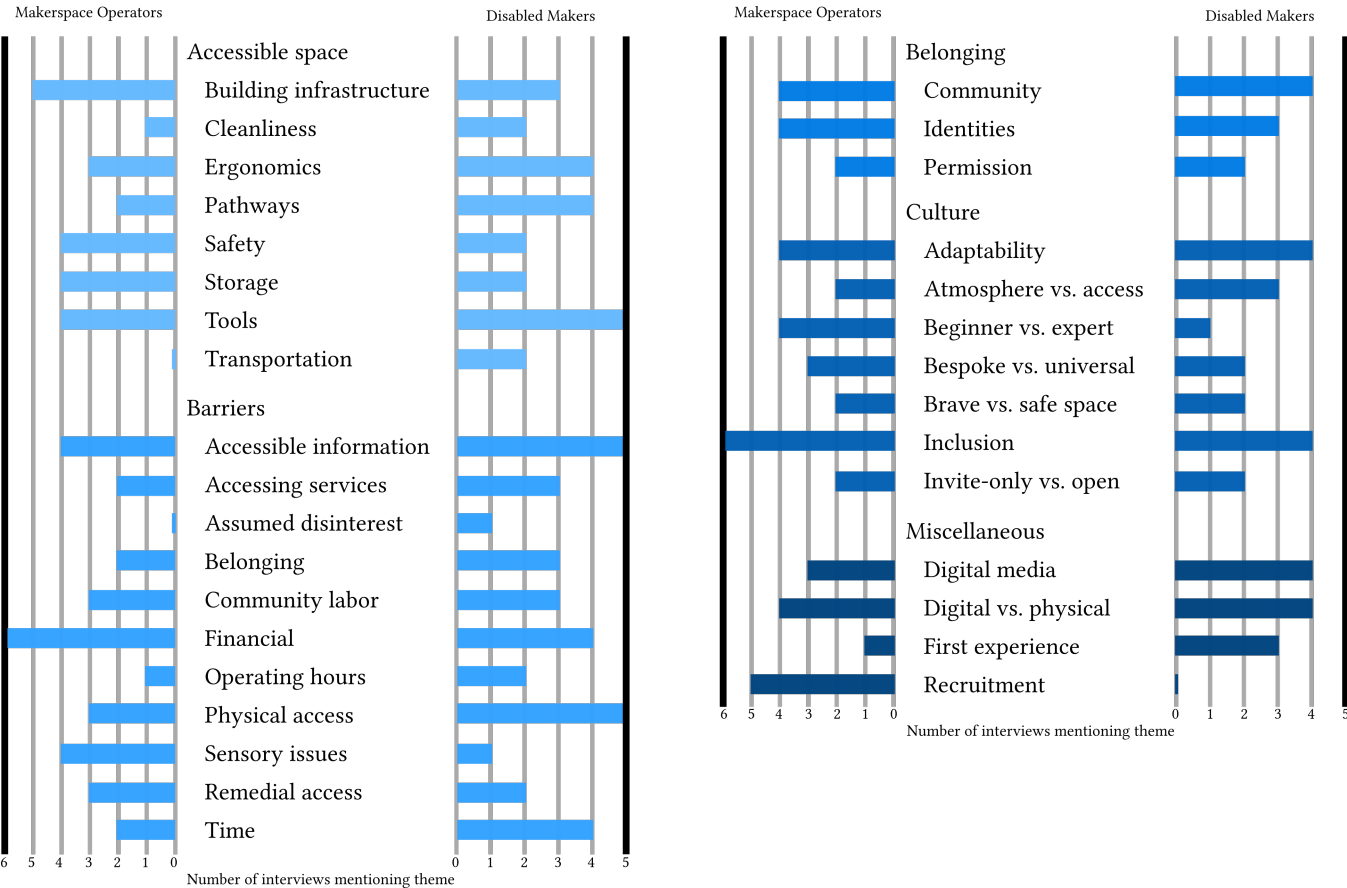 Makerspace Operators
Disabled Makers
Accessible space
Building infrastructure
Cleanliness
Ergonomics
Pathways
Safety
Storage
Tools
Transportation
Barriers
Accessible information
Accessing services
Assumed disinterest
Belonging
Community labor
Financial
Operating hours
Physical access
Sensory issues
Remedial access
Time
6 5 4 3 2 1 0
0 1 2 3 4 5
Number of interviews mentioning theme
Makerspace Operators
Disabled Makers
Belonging
Community
Identities
Permission
Culture
Adaptability
Atmosphere vs. access
Beginner vs. expert
Bespoke vs. universal
Brave vs. safe space
Inclusion
Invite-only vs. open
Miscellaneous
Digital media
Digital vs. physical
First experience
Recruitment
6 5 4 3 2 1 0
0 1 2 3 4 5
Number of interviews mentioning theme